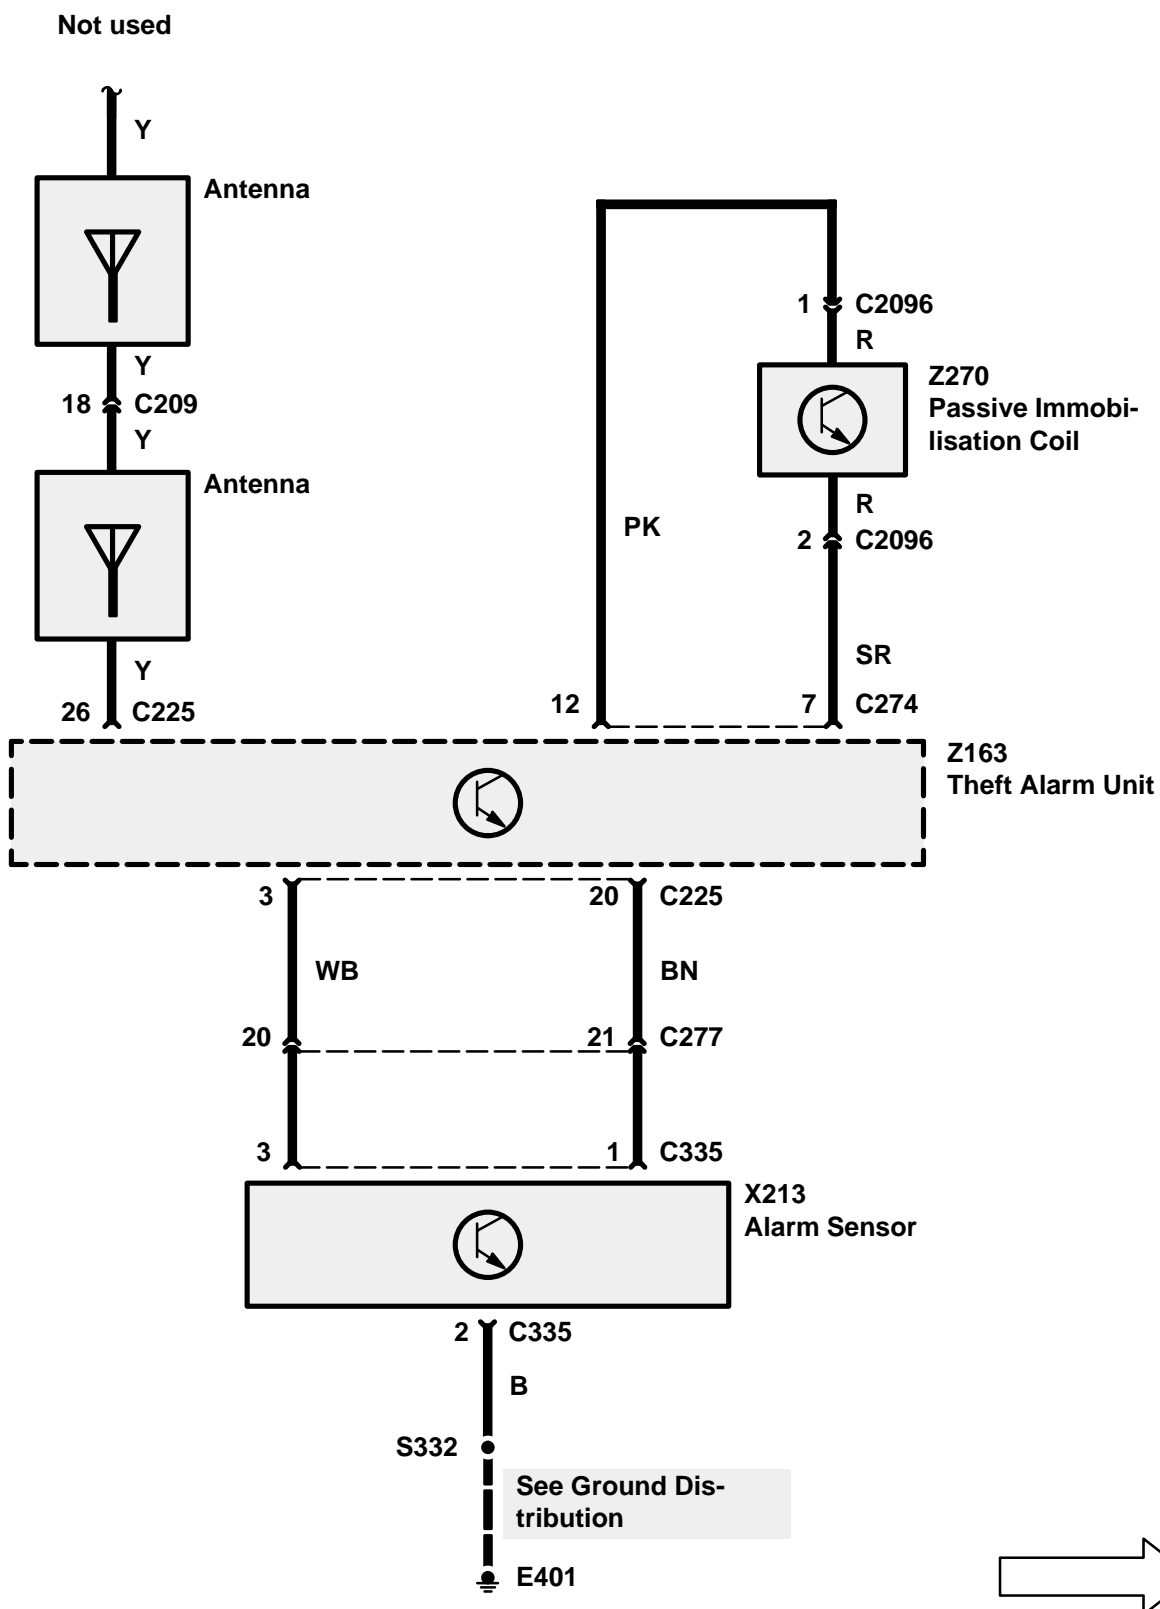 Not used
Y
Antenna
Y
18 C209
Y
Antenna
Y
26 C225
1 C2096
R
Z270
Passive Immobi-
lisation Coil
R
2 C2096
PK
SR
12 7 C274
Z163
Theft Alarm Unit
3 20 C225
WB BN
20 21 C277
3 1 C335
X213
Alarm Sensor
2 C335
B
S332
See Ground Dis-
tribution
E401